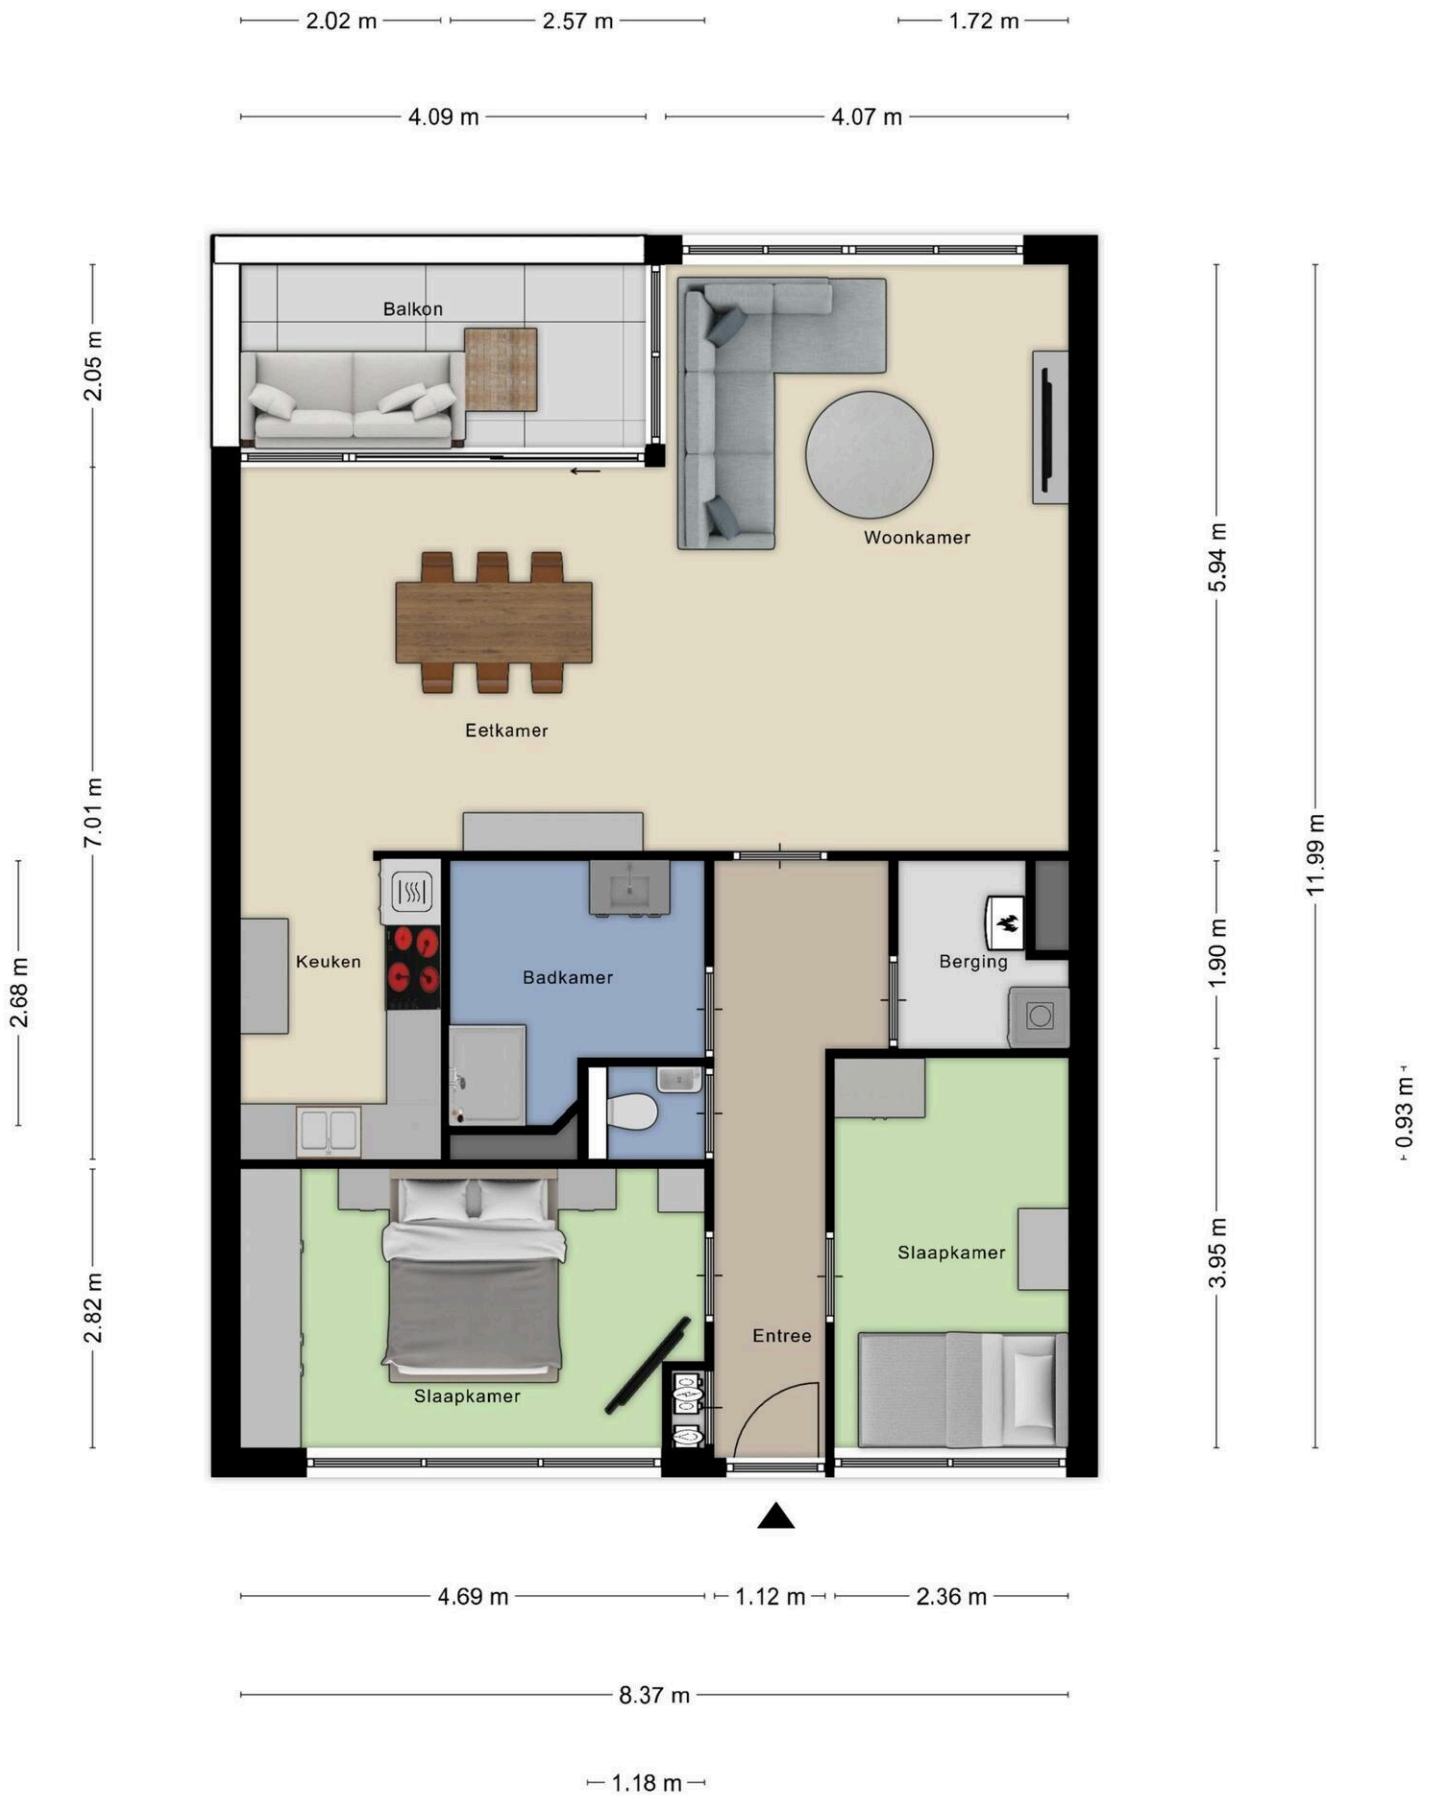 2.02 m
2.57 m
1.72 m
4.09 m
4.07 m
Balkon
2.05 m
Woonkamer
5.94 m
Eetkamer
7.01 m
11.99 m
Keuken
Badkamer
Berging
1.90 m
2.68 m
0.93 m
Slaapkamer
3.95 m
2.82 m
Entree
Slaapkamer
4.69 m
1.12 m
2.36 m
8.37 m
1.18 m